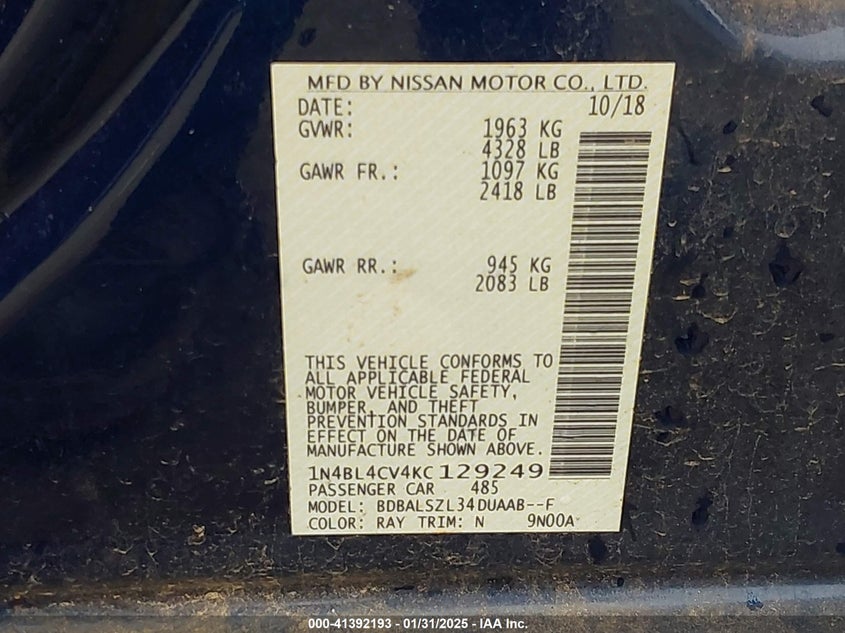 MFD BY NISSAN MOTOR CO., LTD.
DATE: 10/18
GVWR: 1963 KG
4328 LB
GAWR FR.: 1097 KG
2418 LB
GAWR RR.: 945 KG
2083 LB
THIS VEHICLE CONFORMS TO
ALL APPLICABLE FEDERAL
MOTOR VEHICLE SAFETY,
BUMPER, AND THEFT
PREVENTION STANDARDS IN
EFFECT ON THE DATE OF
MANUFACTURE SHOWN ABOVE.
1N4BL4CV4KC129249
PASSENGER CAR 485
MODEL: BDBALSZL34DUAAB--F
COLOR: RAY TRIM: N 9N00A
000-41392193 - 01/31/2025 - IAA Inc.